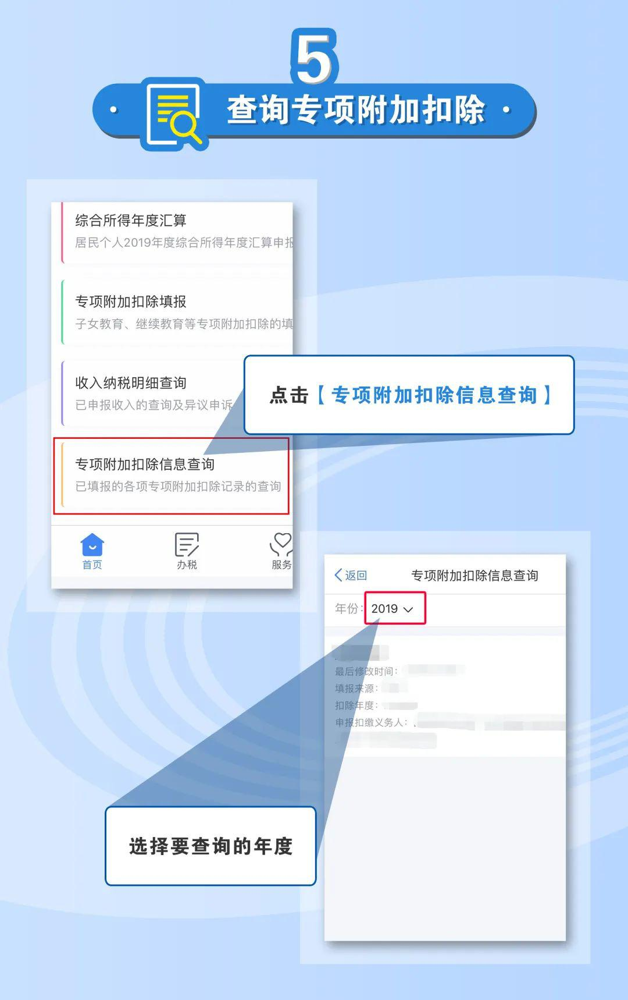 5
查询专项附加扣除
综合所得年度汇算
居民个人2019年度综合所得年度汇算申报
专项附加扣除填报
子女教育、继续教育等专项附加扣除的填
收入纳税明细查询
已申报收入的查询及异议申诉
点击【专项附加扣除信息查询】
专项附加扣除信息查询
已填报的各项专项附加扣除记录的查询
首页
办税
服务
返回
专项附加扣除信息查询
年份：2019
最后修改时间：
填报来源：
扣除年度：
申报扣缴义务人：
选择要查询的年度